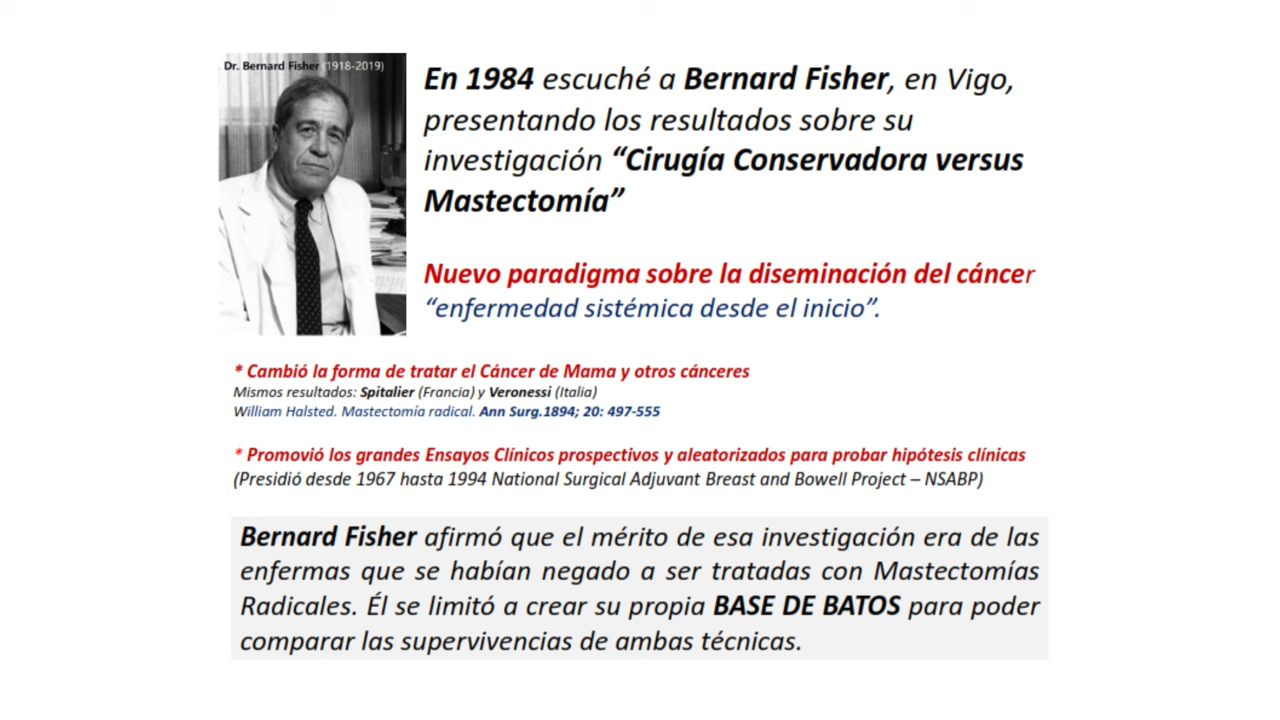 Dr. Bernard Fisher (1918-2019)
En 1984 escuché a Bernard Fisher, en Vigo,
presentando los resultados sobre su
investigación “Cirugía Conservadora versus
Mastectomía”
Nuevo paradigma sobre la diseminación del cáncer
“enfermedad sistémica desde el inicio”.
* Cambió la forma de tratar el Cáncer de Mama y otros cánceres
Mismos resultados: Spitalier (Francia) y Veronessi (Italia)
William Halsted. Mastectomía radical. Ann Surg.1894; 20: 497-555
* Promovió los grandes Ensayos Clínicos prospectivos y aleatorizados para probar hipótesis clínicas
(Presidió desde 1967 hasta 1994 National Surgical Adjuvant Breast and Bowell Project – NSABP)
Bernard Fisher afirmó que el mérito de esa investigación era de las
enfermas que se habían negado a ser tratadas con Mastectomías
Radicales. Él se limitó a crear su propia BASE DE BATOS para poder
comparar las supervivencias de ambas técnicas.